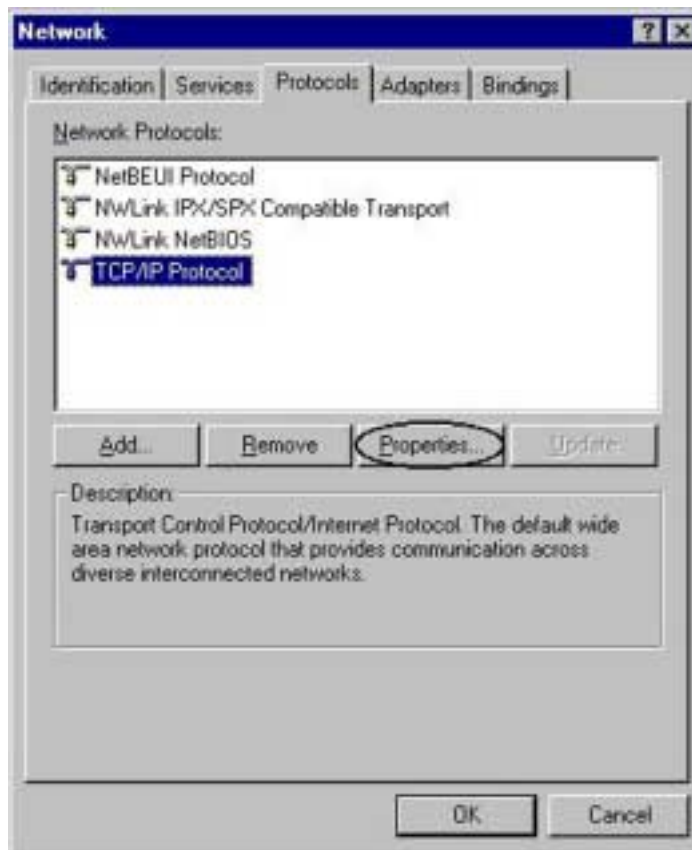 Network
Identification Services Protocols Adapters Bindings
Network Protocols:
NetBEUI Protocol
NWLink IPX/SPX Compatible Transport
NWLink NetBIOS
TCP/IP Protocol
Add... Remove Properties... Update...
Description:
Transport Control Protocol/Internet Protocol. The default wide
area network protocol that provides communication across
diverse interconnected networks.
OK Cancel